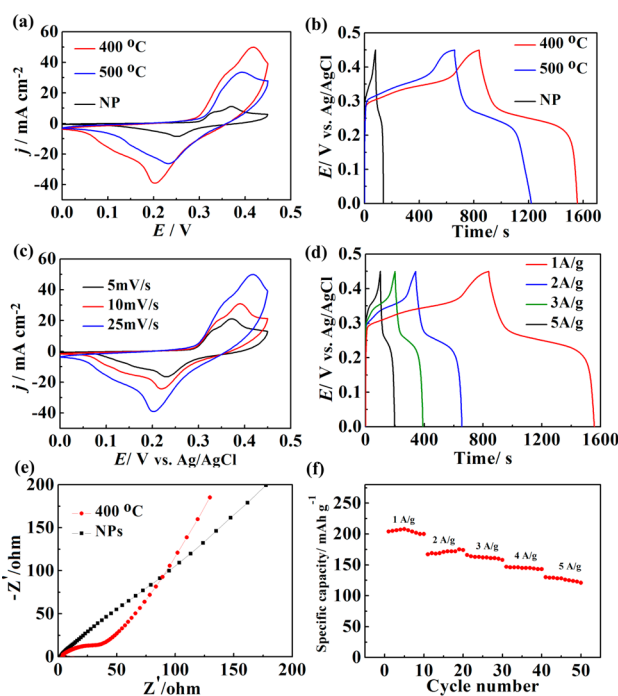 (a)
400 ⁰C
500 ⁰C
NP
60
40
20
0
-20
-40
j / mA cm-2
0.0 0.1 0.2 0.3 0.4 0.5
E / V
(b)
400 ⁰C
500 ⁰C
NP
0.5
0.4
0.3
0.2
0.1
0.0
E/ V vs. Ag/AgCl
0 400 800 1200 1600
Time/ s
(c)
5mV/s
10mV/s
25mV/s
60
40
20
0
-20
-40
j / mA cm-2
0.0 0.1 0.2 0.3 0.4 0.5
E/ V vs. Ag/AgCl
(d)
1A/g
2A/g
3A/g
5A/g
0.5
0.4
0.3
0.2
0.1
0.0
E/ V vs. Ag/AgCl
0 400 800 1200 1600
Time/ s
(e)
400 ⁰C
NPs
200
150
100
50
0
-Z'/ohm
0 50 100 150 200
Z'/ohm
(f)
1 A/g
2 A/g
3 A/g
4 A/g
5 A/g
250
200
150
100
50
0
Specific capacity/ mAh g-1
0 10 20 30 40 50
Cycle number